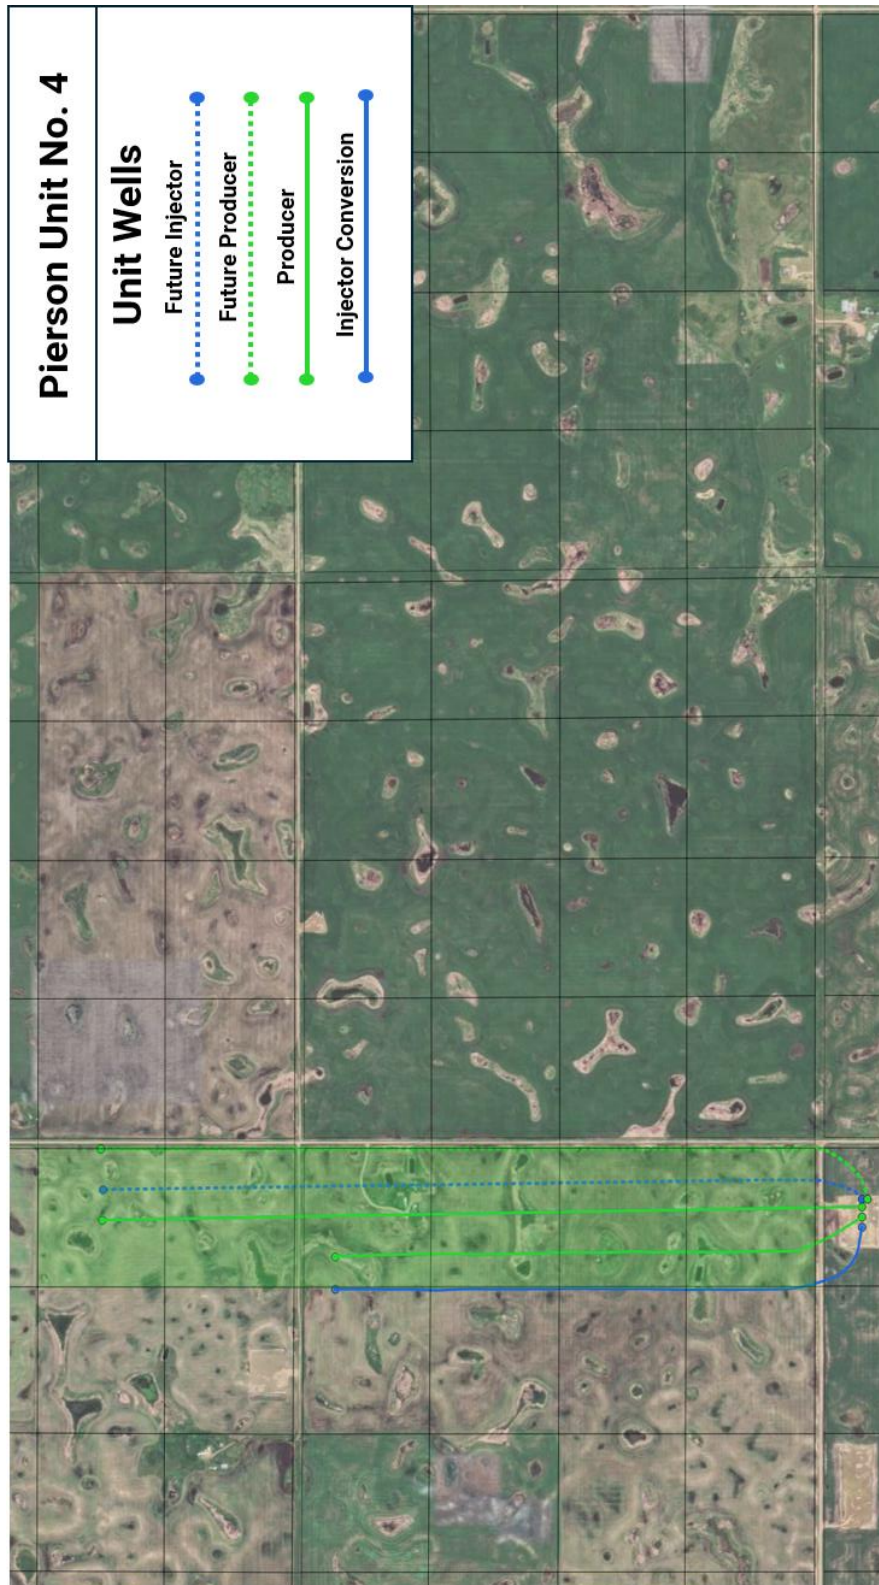 Pierson Unit No. 4
Unit Wells
Future Injector
Future Producer
Producer
Injector Conversion